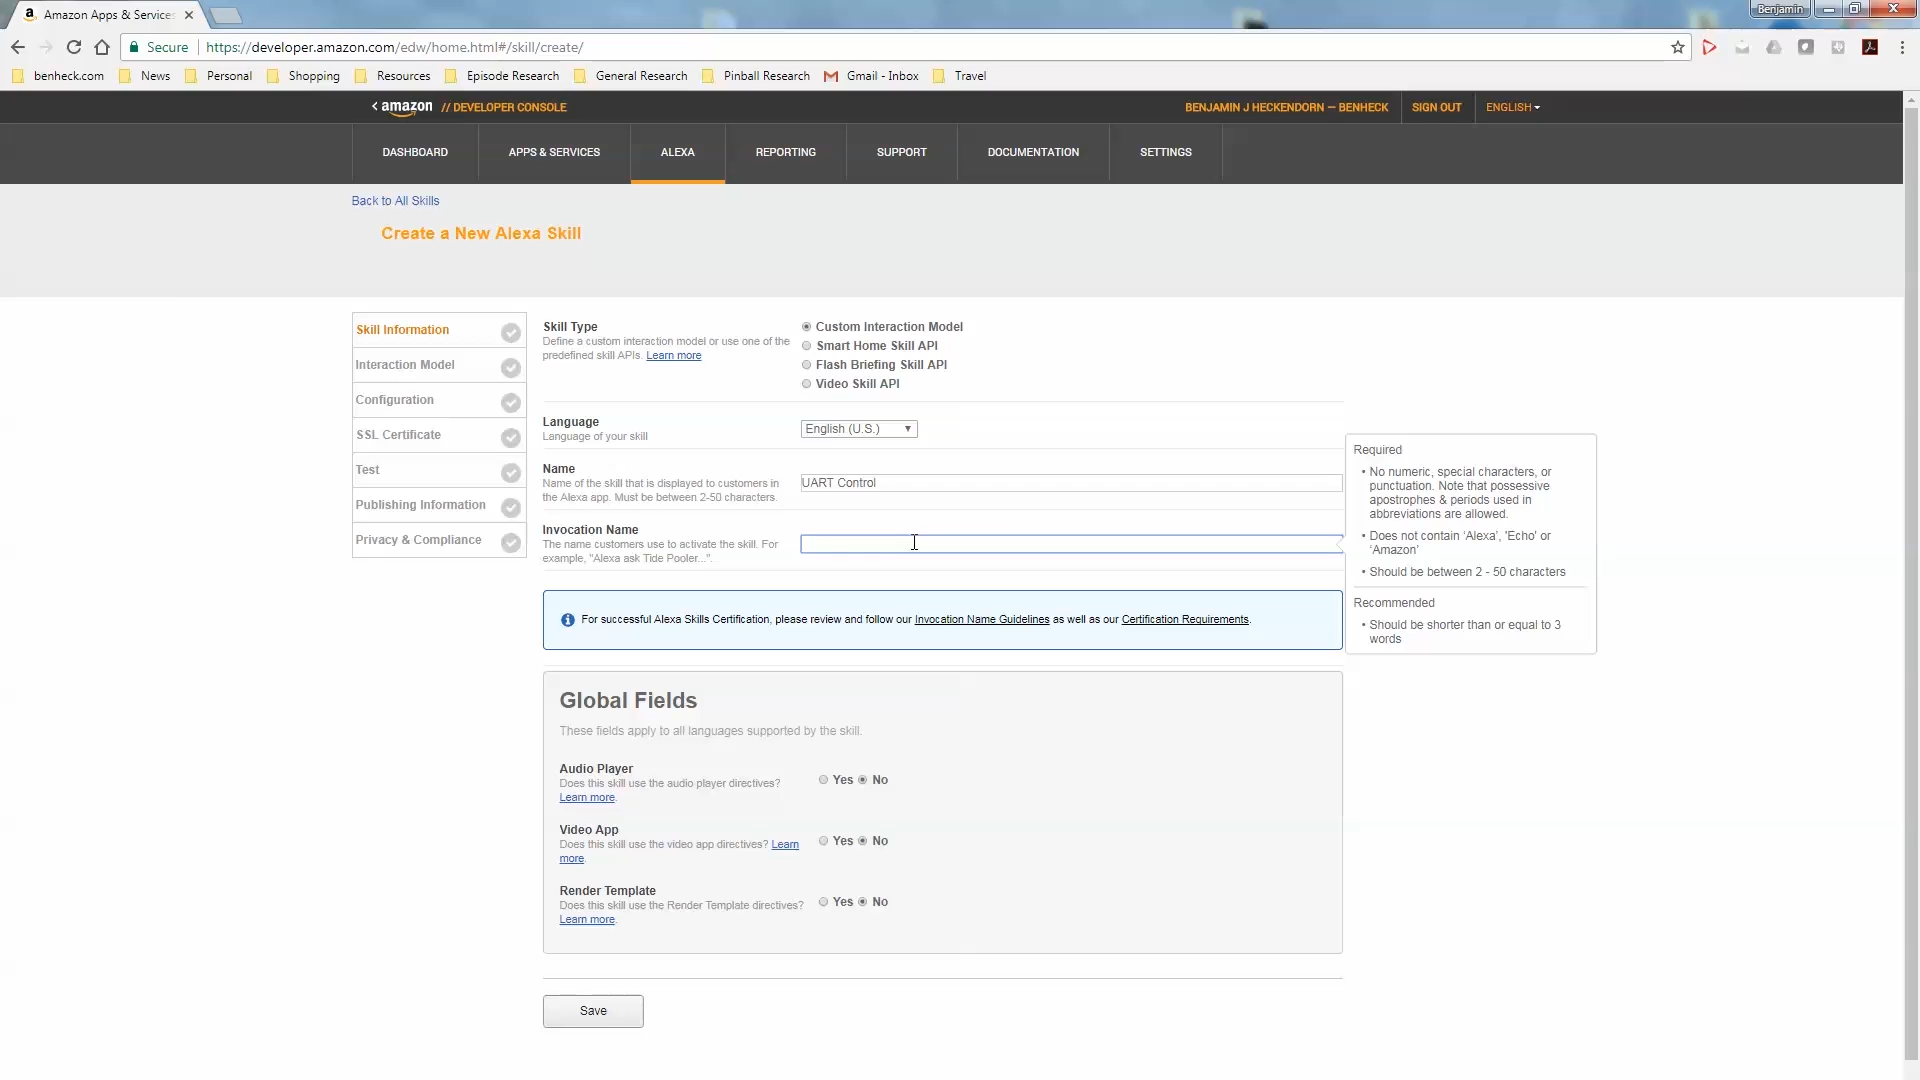 Amazon Apps & Service
Benjamin
Secure
https://developer.amazon.com/edw/home.html#/skill/create/
benheck.com
News
Personal
Shopping
Resources
Episode Research
General Research
Pinball Research
Gmail - Inbox
Travel
< amazon // DEVELOPER CONSOLE
BENJAMIN J HECKENDORN — BENHECK
SIGN OUT
ENGLISH
DASHBOARD
APPS & SERVICES
ALEXA
REPORTING
SUPPORT
DOCUMENTATION
SETTINGS
Back to All Skills
Create a New Alexa Skill
Skill Information
Interaction Model
Configuration
SSL Certificate
Test
Publishing Information
Privacy & Compliance
Skill Type
Define a custom interaction model or use one of the
predefined skill APIs. Learn more
Custom Interaction Model
Smart Home Skill API
Flash Briefing Skill API
Video Skill API
Language
Language of your skill
English (U.S.)
Name
Name of the skill that is displayed to customers in
the Alexa app. Must be between 2-50 characters.
UART Control
Invocation Name
The name customers use to activate the skill. For
example, "Alexa ask Tide Pooler...".
Required
• No numeric, special characters, or
punctuation. Note that possessive
apostrophes & periods used in
abbreviations are allowed.
• Does not contain ‘Alexa’, 'Echo' or
‘Amazon’
• Should be between 2 - 50 characters
Recommended
• Should be shorter than or equal to 3
words
For successful Alexa Skills Certification, please review and follow our Invocation Name Guidelines as well as our Certification Requirements.
Global Fields
These fields apply to all languages supported by the skill.
Audio Player
Does this skill use the audio player directives?
Learn more.
Yes No
Video App
Does this skill use the video app directives? Learn
more.
Yes No
Render Template
Does this skill use the Render Template directives?
Learn more.
Yes No
Save